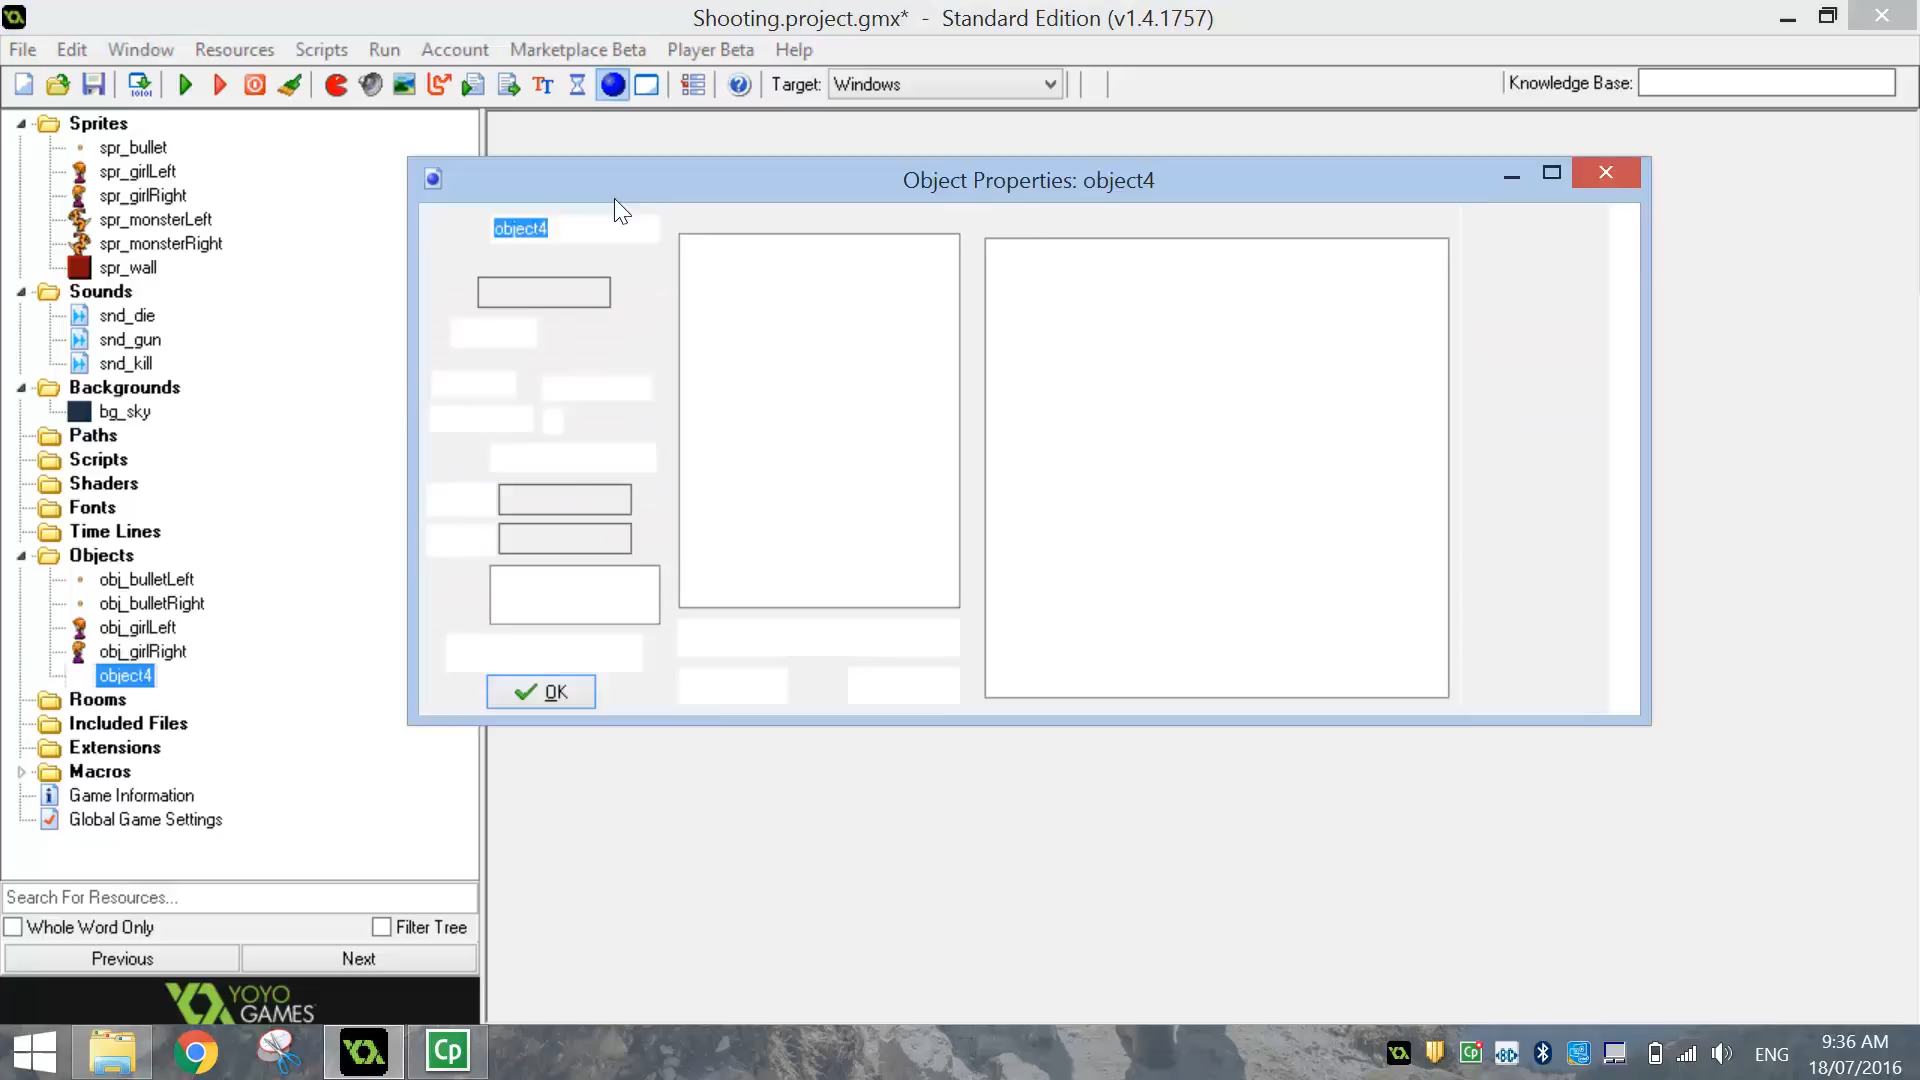 Shooting.project.gmx* - Standard Edition (v1.4.1757)
File Edit Window Resources Scripts Run Account Marketplace Beta Player Beta Help
Target: Windows
Knowledge Base:
Sprites
spr_bullet
spr_girlLeft
spr_girlRight
spr_monsterLeft
spr_monsterRight
spr_wall
Sounds
snd_die
snd_gun
snd_kill
Backgrounds
bg_sky
Paths
Scripts
Shaders
Fonts
Time Lines
Objects
obj_bulletLeft
obj_bulletRight
obj_girlLeft
obj_girlRight
object4
Rooms
Included Files
Extensions
Macros
Game Information
Global Game Settings
Search For Resources...
Whole Word Only
Filter Tree
Previous
Next
YOYO
GAMES
Object Properties: object4
object4
OK
Cp
ENG
9:36 AM
18/07/2016